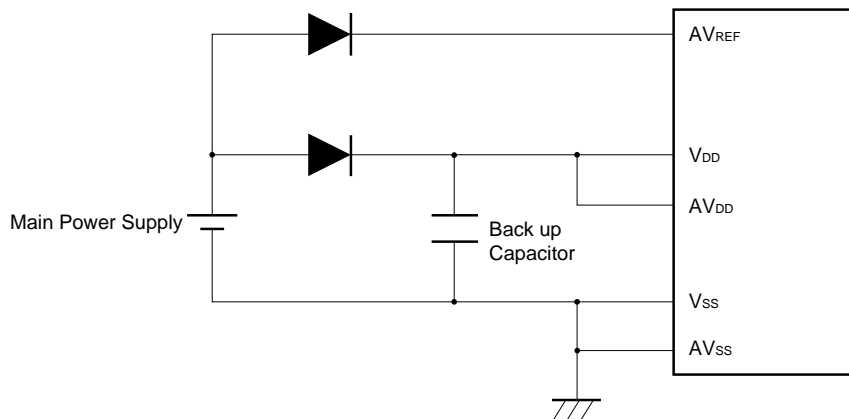 AVREF
VDD
AVDD
Main Power Supply
Back up
Capacitor
VSS
AVSS